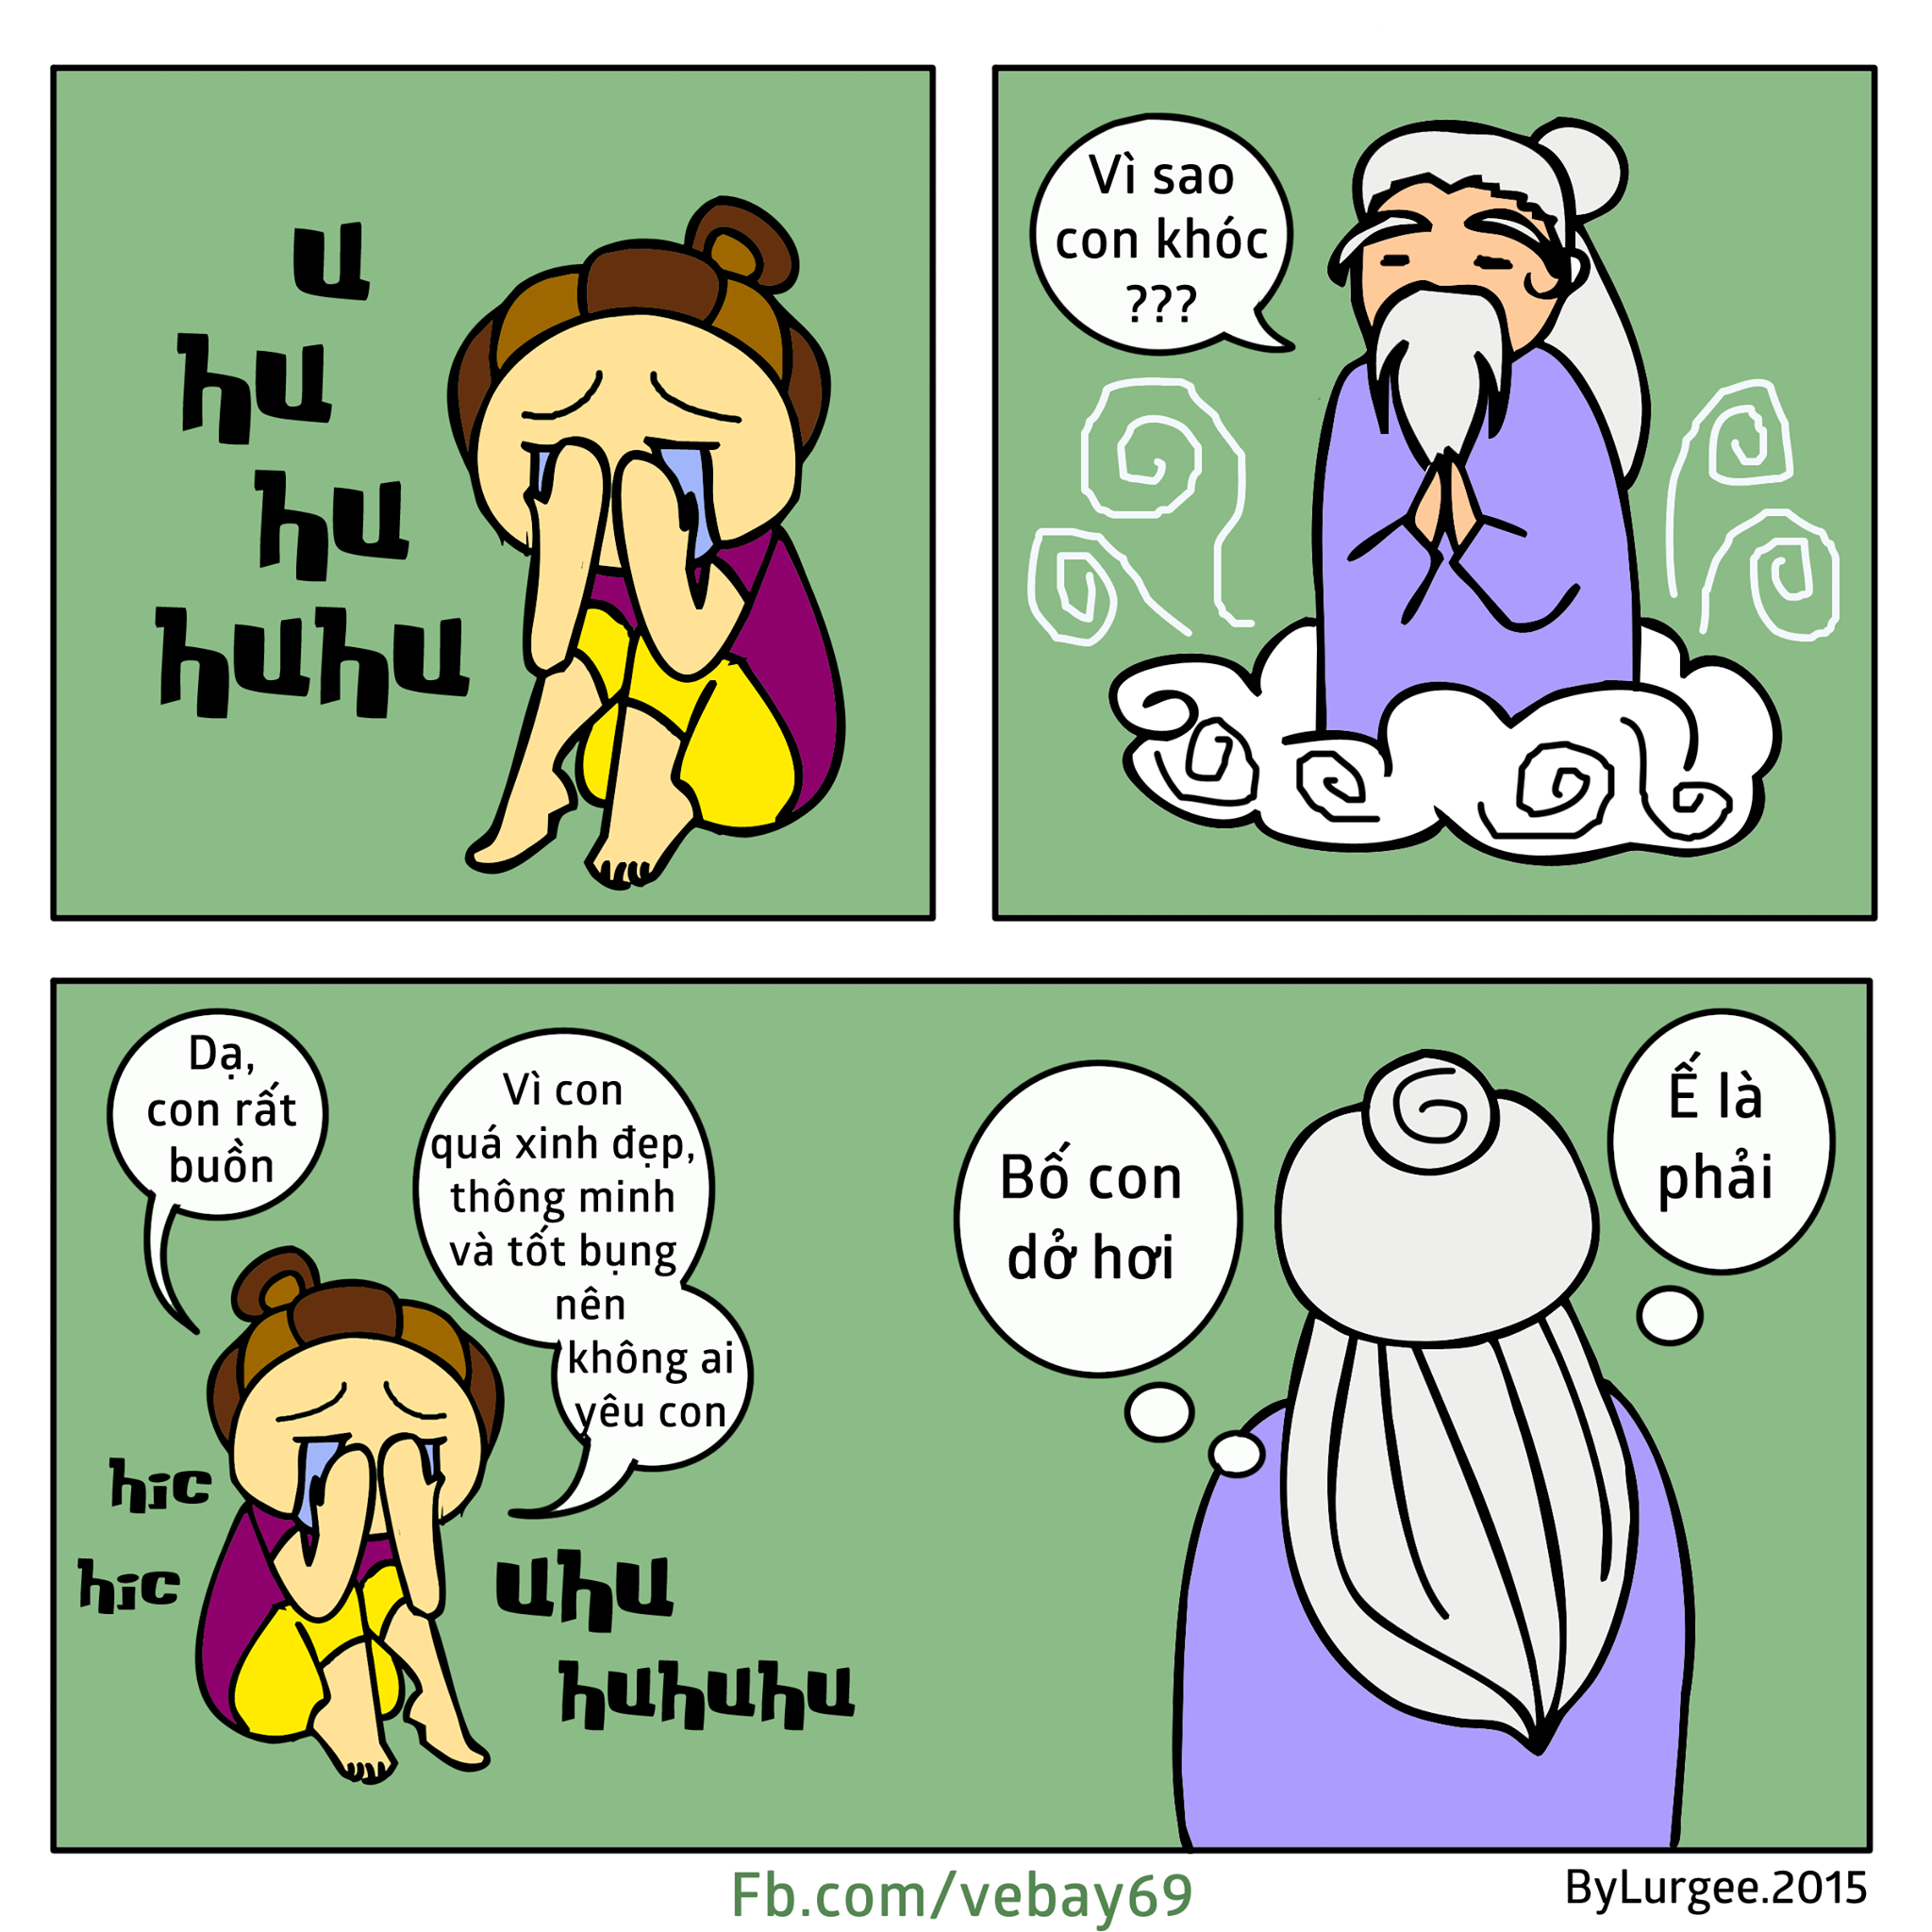 u
hu
hu
huhu
Vì sao
con khóc
???
Dạ,
con rất
buồn
Vì con
quá xinh đẹp,
thông minh
và tốt bụng
nên
không ai
yêu con
hic
hic
uhu
huhuhu
Bố con
dở hơi
Ế là
phải
Fb.com/vebay69
ByLurgee.2015